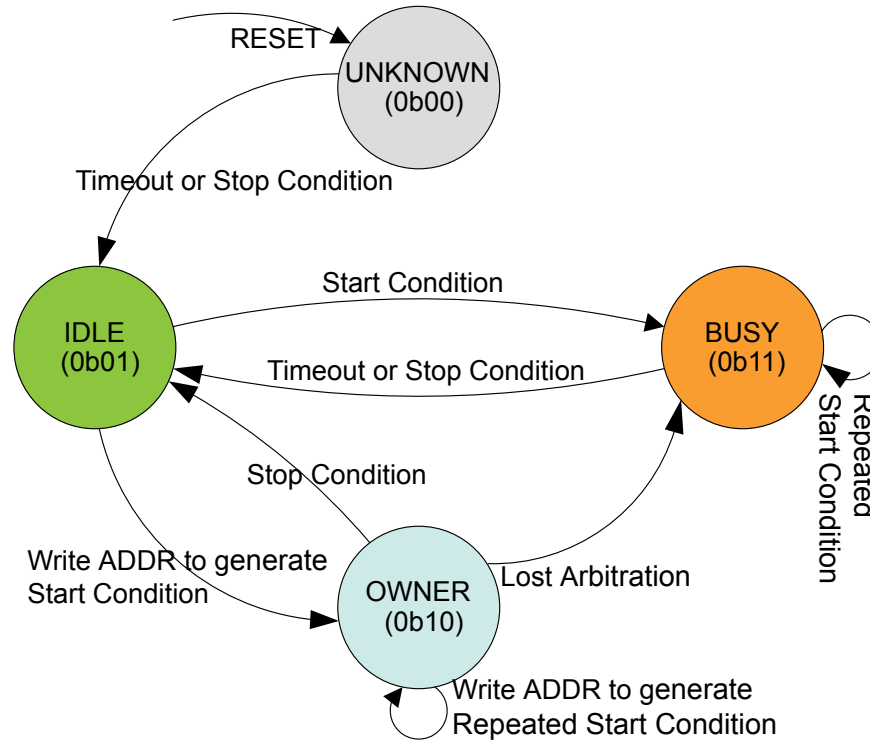 RESET
UNKNOWN
(0b00)
Timeout or Stop Condition
Start Condition
IDLE
(0b01)
BUSY
(0b11)
Timeout or Stop Condition
Repeated
Start Condition
Stop Condition
Write ADDR to generate
Start Condition
Lost Arbitration
OWNER
(0b10)
Write ADDR to generate
Repeated Start Condition